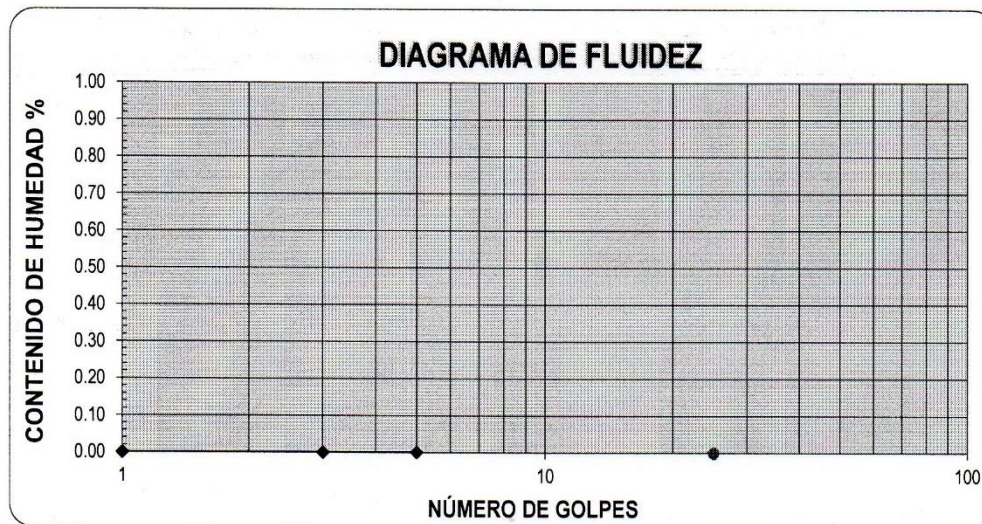 DIAGRAMA DE FLUIDEZ
CONTENIDO DE HUMEDAD %
1.00
0.90
0.80
0.70
0.60
0.50
0.40
0.30
0.20
0.10
0.00
1 10 100
NÚMERO DE GOLPES